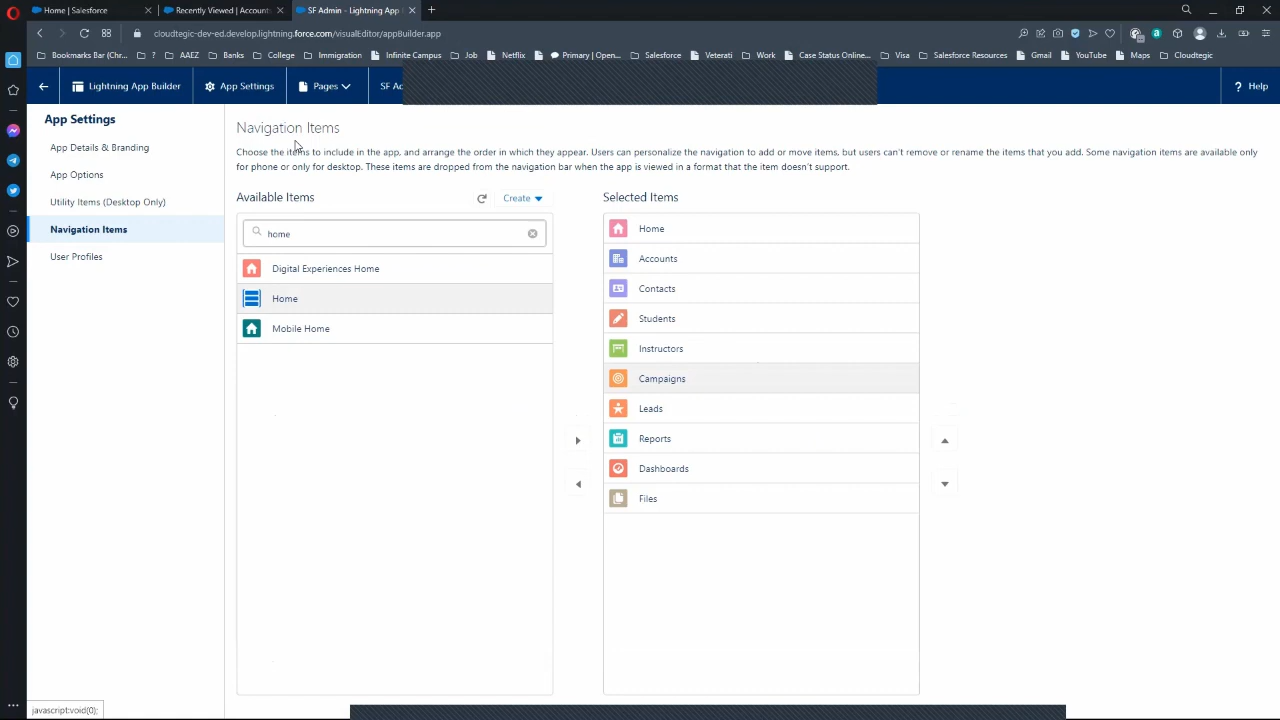 Home | Salesforce
Recently Viewed | Account
SF Admin - Lightning App
cloudtegic-dev-ed.develop.lightning.force.com/visualEditor/appBuilder.app
Bookmarks Bar (Chr...
?
AAEZ
Banks
College
Immigration
Infinite Campus
Job
Netflix
Primary | Open...
Salesforce
Veterati
Work
Case Status Online...
Visa
Salesforce Resources
Gmail
YouTube
Maps
Cloudtegic
Lightning App Builder
App Settings
Pages
SF Ad
? Help
App Settings
App Details & Branding
App Options
Utility Items (Desktop Only)
Navigation Items
User Profiles
Navigation Items
Choose the items to include in the app, and arrange the order in which they appear. Users can personalize the navigation to add or move items, but users can't remove or rename the items that you add. Some navigation items are available only
for phone or only for desktop. These items are dropped from the navigation bar when the app is viewed in a format that the item doesn't support.
Available Items
Create
home
Digital Experiences Home
Home
Mobile Home
Selected Items
Home
Accounts
Contacts
Students
Instructors
Campaigns
Leads
Reports
Dashboards
Files
javascript:void(0);